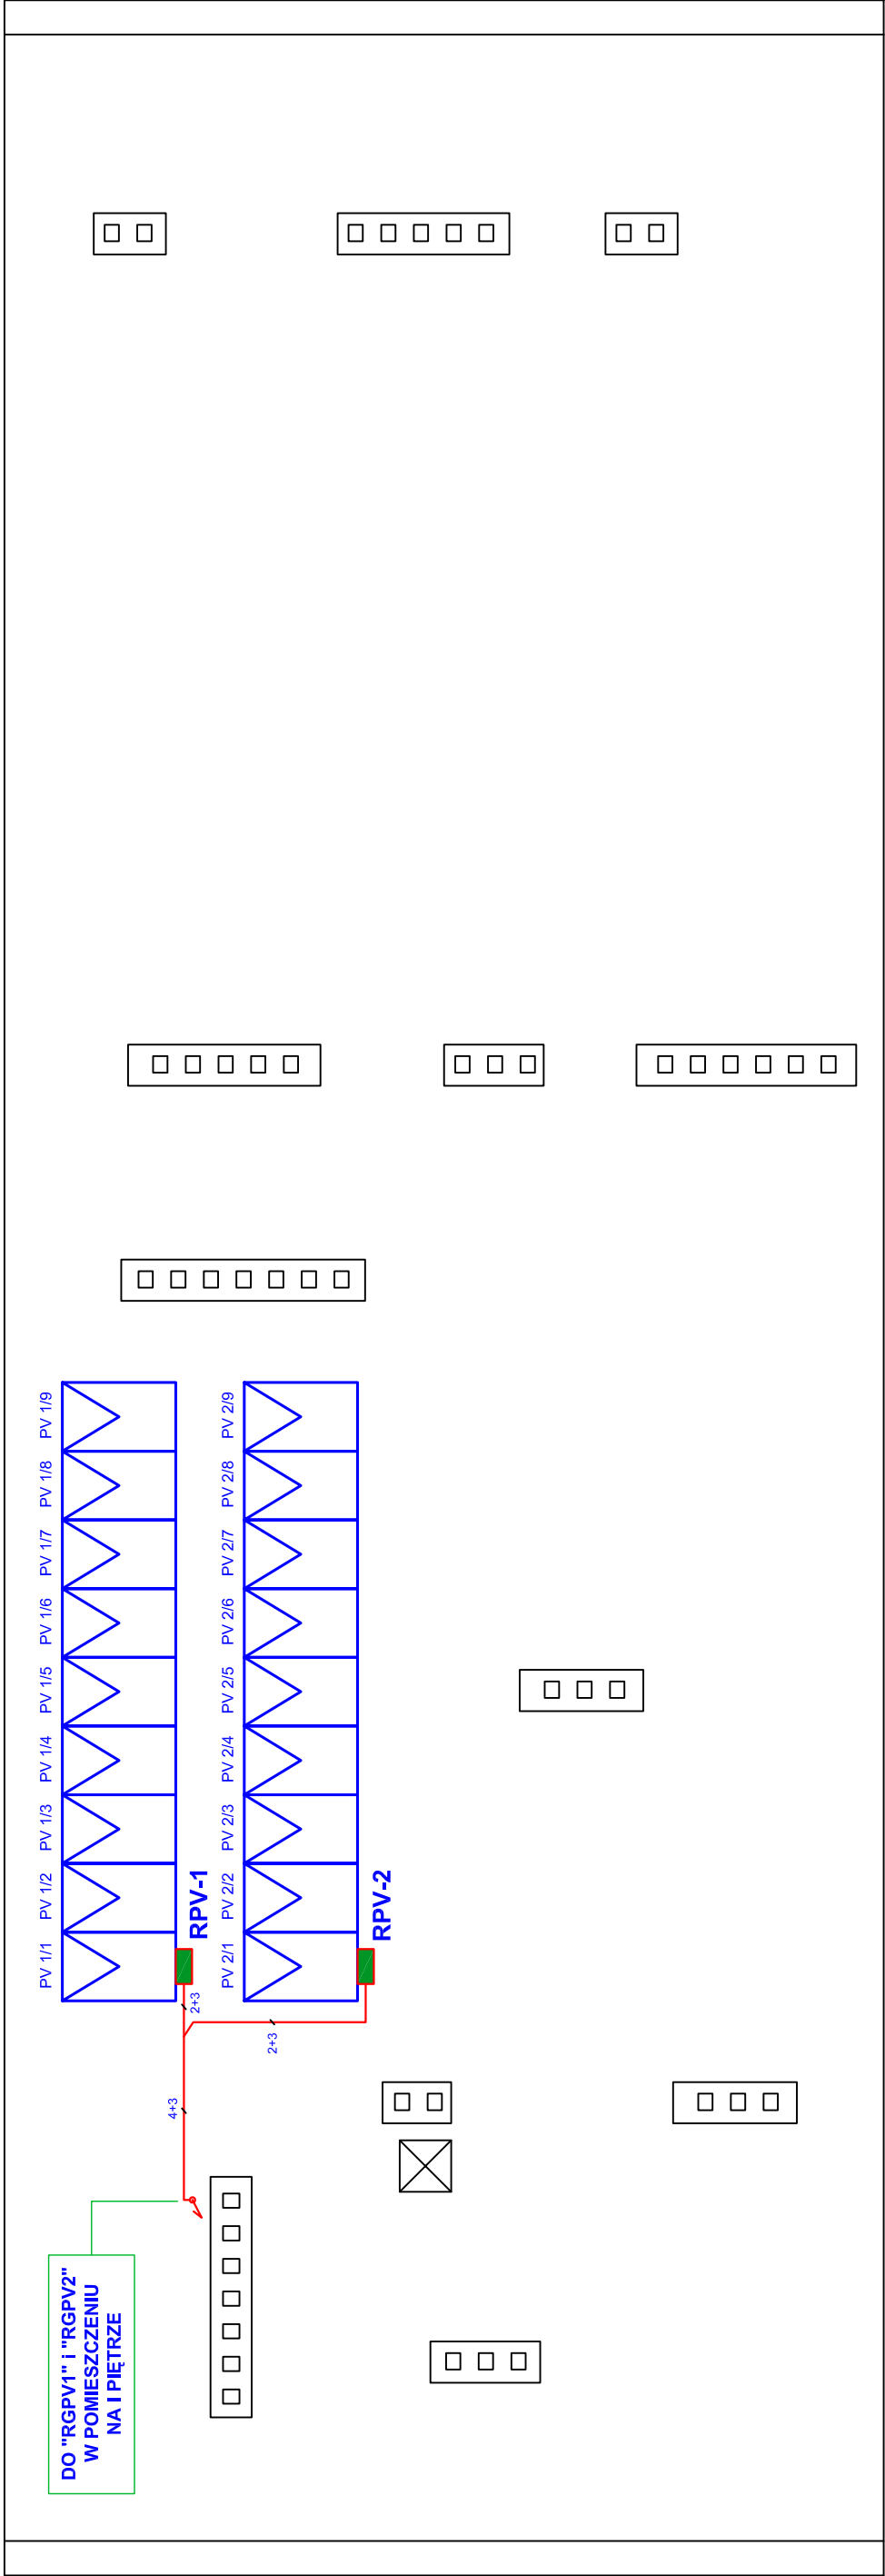 PV 1/9
PV 1/8
PV 1/7
PV 1/6
PV 1/5
PV 1/4
PV 1/3
PV 1/2
PV 1/1
RPV-1
PV 2/9
PV 2/8
PV 2/7
PV 2/6
PV 2/5
PV 2/4
PV 2/3
PV 2/2
PV 2/1
RPV-2
2+3
2+3
4+3
DO "RGPV1" i "RGPV2"
W POMIESZCZENIU
NA I PIĘTRZE